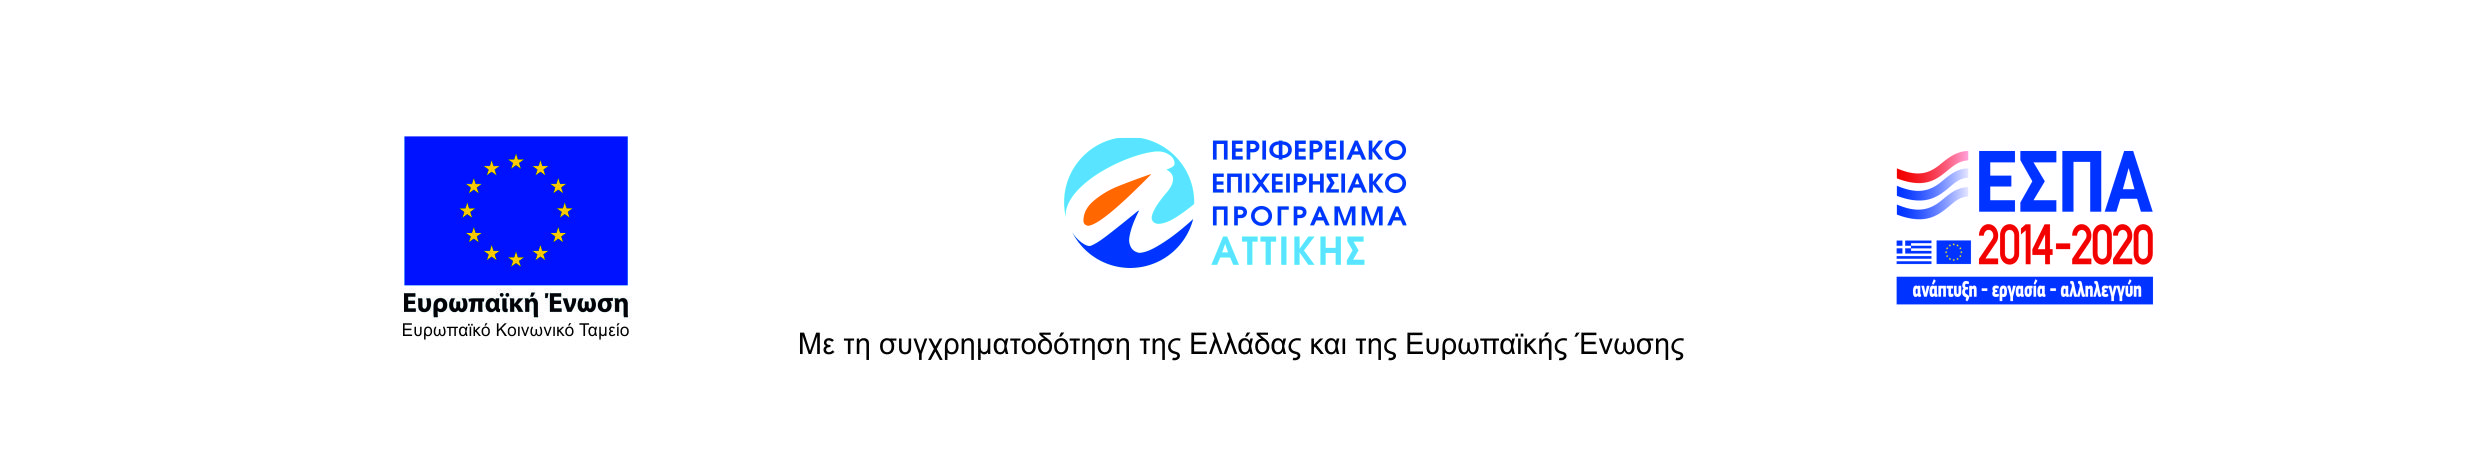 Ευρωπαϊκή Ένωση
Ευρωπαϊκό Κοινωνικό Ταμείο
ΠΕΡΙΦΕΡΕΙΑΚΟ
ΕΠΙΧΕΙΡΗΣΙΑΚΟ
ΠΡΟΓΡΑΜΜΑ
ΑΤΤΙΚΗΣ
Με τη συγχρηματοδότηση της Ελλάδας και της Ευρωπαϊκής Ένωσης
ΕΣΠΑ
2014-2020
ανάπτυξη - εργασία - αλληλεγγύη